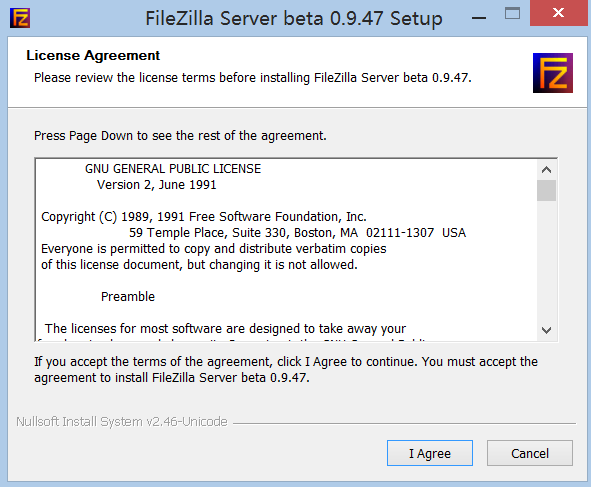 FileZilla Server beta 0.9.47 Setup
License Agreement
Please review the license terms before installing FileZilla Server beta 0.9.47.
Press Page Down to see the rest of the agreement.
GNU GENERAL PUBLIC LICENSE
Version 2, June 1991
Copyright (C) 1989, 1991 Free Software Foundation, Inc.
59 Temple Place, Suite 330, Boston, MA  02111-1307  USA
Everyone is permitted to copy and distribute verbatim copies
of this license document, but changing it is not allowed.
Preamble
The licenses for most software are designed to take away your
If you accept the terms of the agreement, click I Agree to continue. You must accept the
agreement to install FileZilla Server beta 0.9.47.
Nullsoft Install System v2.46-Unicode
I Agree
Cancel